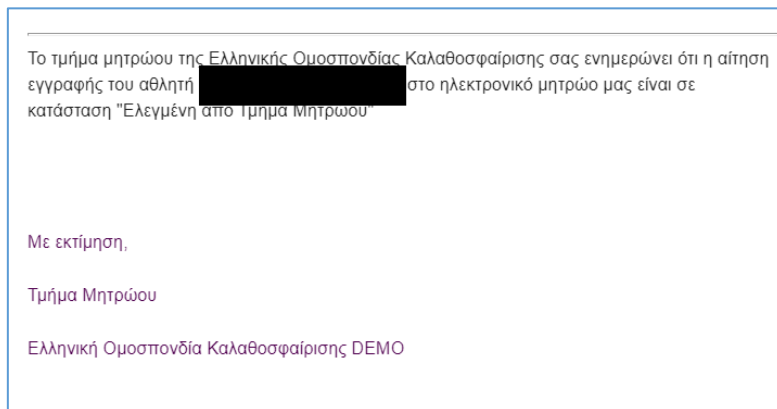 Το τμήμα μητρώου της Ελληνικής Ομοσπονδίας Καλαθοσφαίρισης σας ενημερώνει ότι η αίτηση
εγγραφής του αθλητή στο ηλεκτρονικό μητρώο μας είναι σε
κατάσταση "Ελεγμένη από Τμήμα Μητρώου"
Με εκτίμηση,
Τμήμα Μητρώου
Ελληνική Ομοσπονδία Καλαθοσφαίρισης DEMO